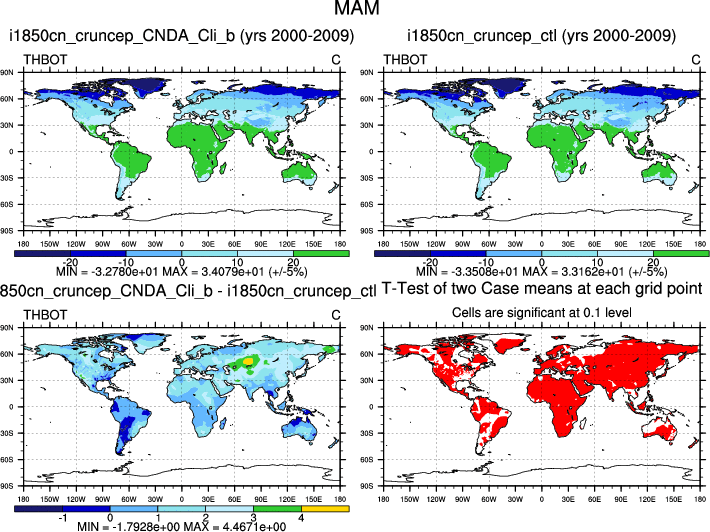 MAM
i1850cn_cruncep_CNDA_Cli_b (yrs 2000-2009)
THBOT C
90N
60N
30N
0
30S
60S
90S
180 150W 120W 90W 60W 30W 0 30E 60E 90E 120E 150E 180
-20 -10 0 10 20
MIN = -3.2780e+01 MAX = 3.4079e+01 (+/-5%)
i1850cn_cruncep_ctl (yrs 2000-2009)
THBOT C
90N
60N
30N
0
30S
60S
90S
180 150W 120W 90W 60W 30W 0 30E 60E 90E 120E 150E 180
-20 -10 0 10 20
MIN = -3.3508e+01 MAX = 3.3162e+01 (+/-5%)
850cn_cruncep_CNDA_Cli_b - i1850cn_cruncep_ctl
THBOT C
90N
60N
30N
0
30S
60S
90S
180 150W 120W 90W 60W 30W 0 30E 60E 90E 120E 150E 180
-1 0 1 2 3 4
MIN = -1.7928e+00 MAX = 4.4671e+00
T-Test of two Case means at each grid point
Cells are significant at 0.1 level
90N
60N
30N
0
30S
60S
90S
180 150W 120W 90W 60W 30W 0 30E 60E 90E 120E 150E 180